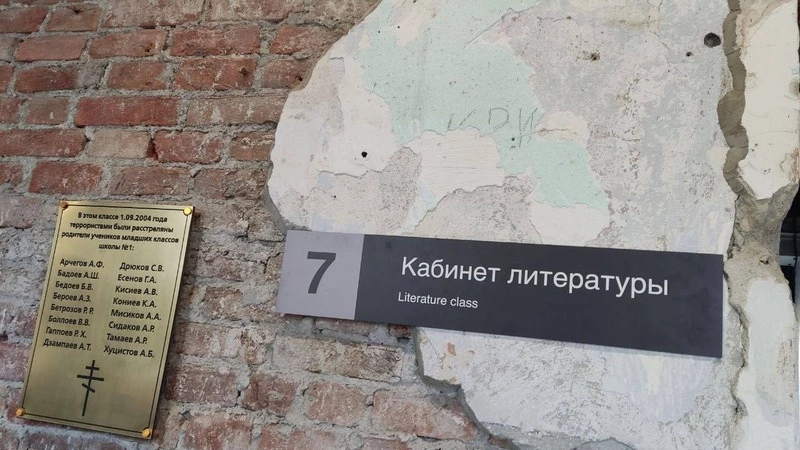 В этом классе 1.09.2004 года
террористами были расстреляны
родители учеников младших классов
школы №1:
Арчегов А.Ф.
Бадоев А.Ш.
Бедоев Б.В.
Бероев А.З.
Бетрозов Р.Р.
Боллоев В.В.
Гаппоев Р.Х.
Дзампаев А.Т.
Дрюков С.В.
Есенов Г.А.
Кисиев А.В.
Кониев К.А.
Мисиков А.А.
Сидаков А.Р.
Тамаев А.Р.
Хуцистов А.Б.
7
Кабинет литературы
Literature class